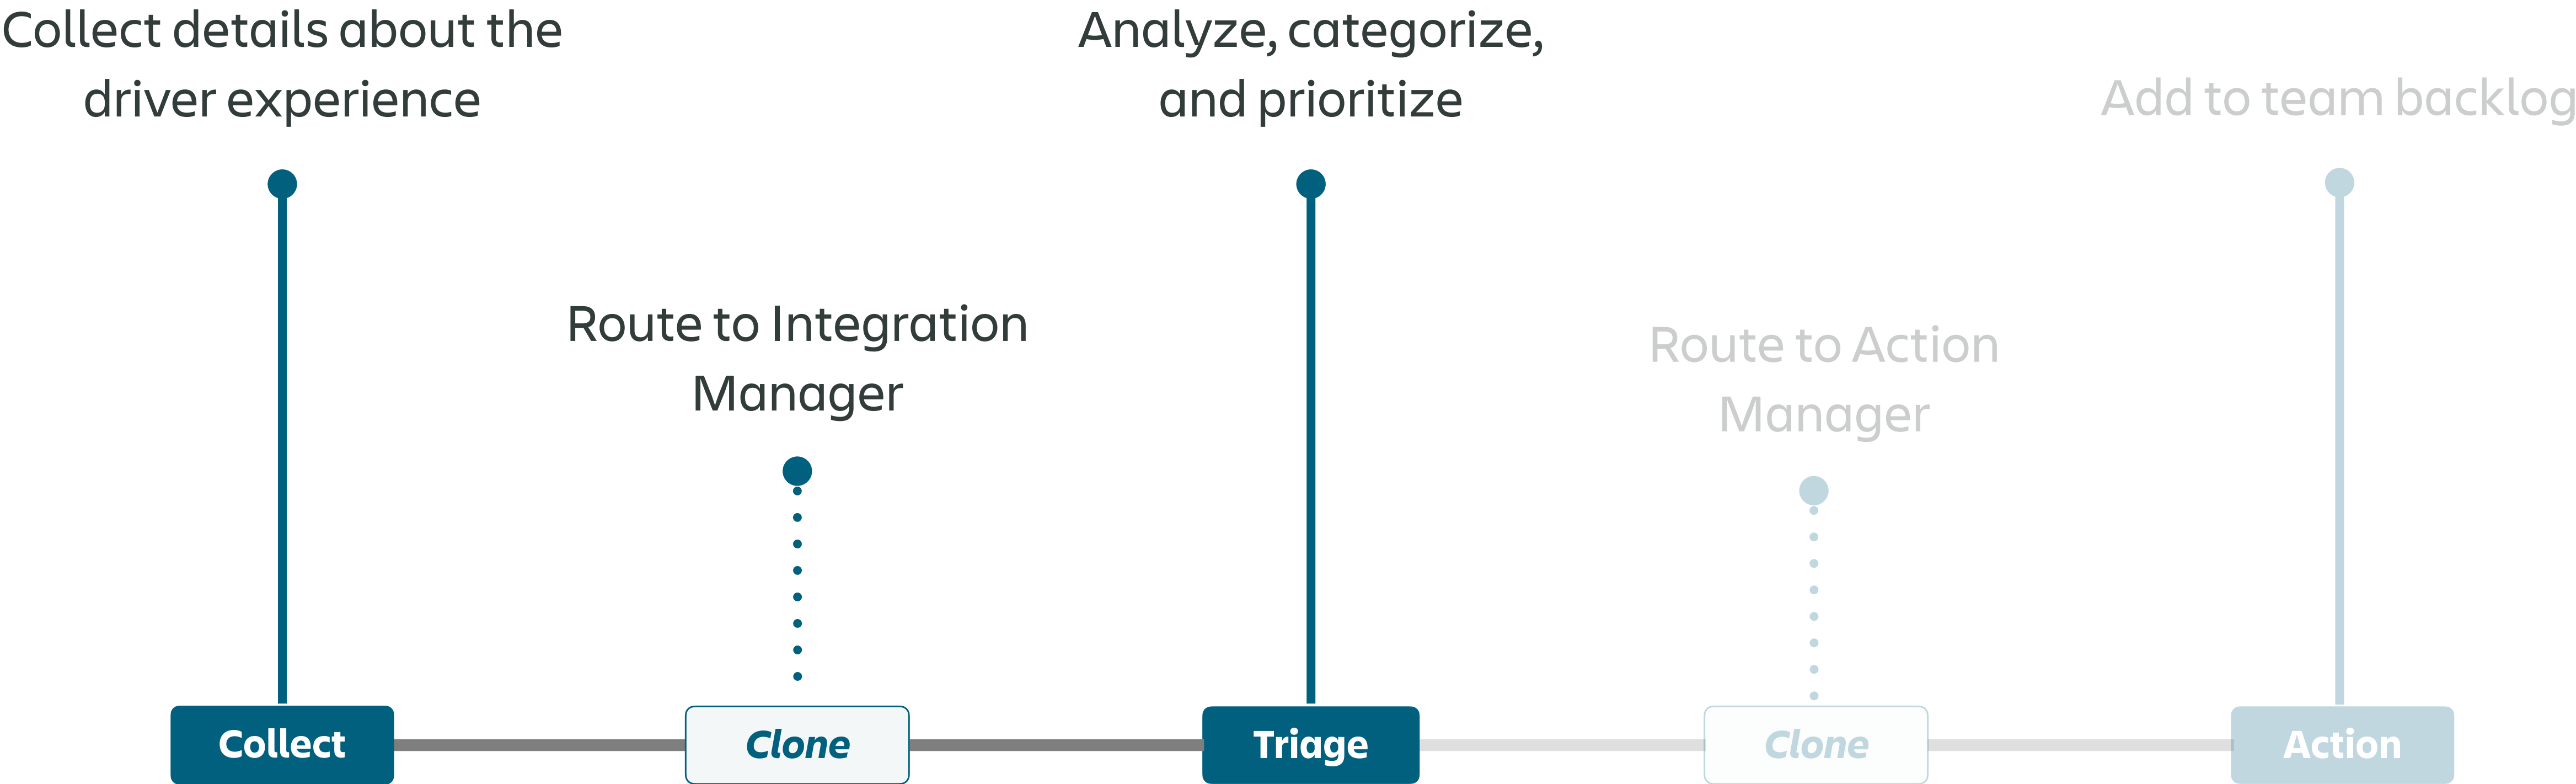 Collect details about the
driver experience
Route to Integration
Manager
Analyze, categorize,
and prioritize
Route to Action
Manager
Add to team backlog
Collect
Clone
Triage
Clone
Action